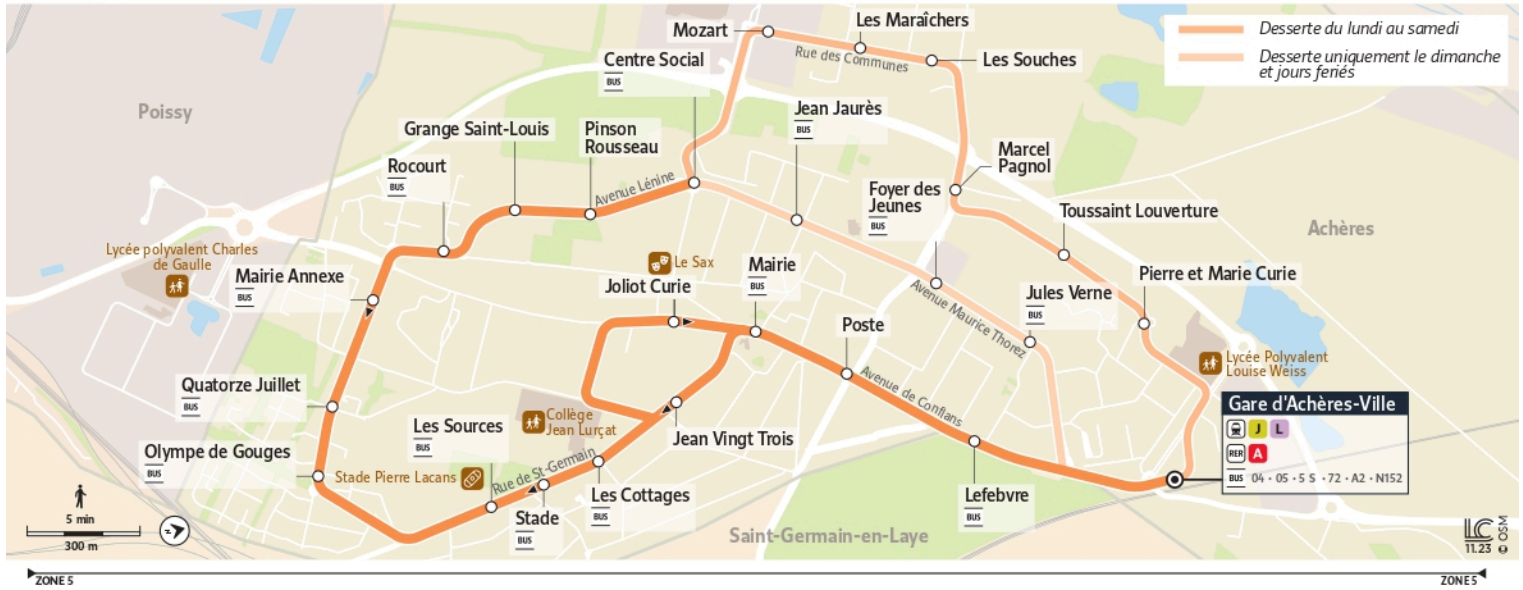 Mozart
Les Maraîchers
Rue des Communes
Les Souches
Desserte du lundi au samedi
Desserte uniquement le dimanche
et jours feriés
Centre Social
BUS
Poissy
Jean Jaurès
BUS
Grange Saint-Louis
Pinson
Rousseau
Rocourt
BUS
Avenue Lénine
Marcel
Pagnol
Foyer des
Jeunes
BUS
Toussaint Louverture
Achères
Lycée polyvalent Charles
de Gaulle
Mairie Annexe
BUS
Le Sax
Joliot Curie
Mairie
BUS
Pierre et Marie Curie
Jules Verne
BUS
Avenue Maurice Thorez
Poste
Lycée Polyvalent
Louise Weiss
Avenue de Conflans
Quatorze Juillet
BUS
Gare d'Achères-Ville
J L
RER A
BUS 04 · 05 · 5 S · 72 · A2 · N152
Collège
Jean Lurçat
Les Sources
BUS
Jean Vingt Trois
Olympe de Gouges
BUS
Stade Pierre Lacans
Rue de St-Germain
Les Cottages
BUS
Stade
BUS
Lefebvre
BUS
Saint-Germain-en-Laye
5 min
300 m
LC
11.23 © OSM
ZONE 5
ZONE 5